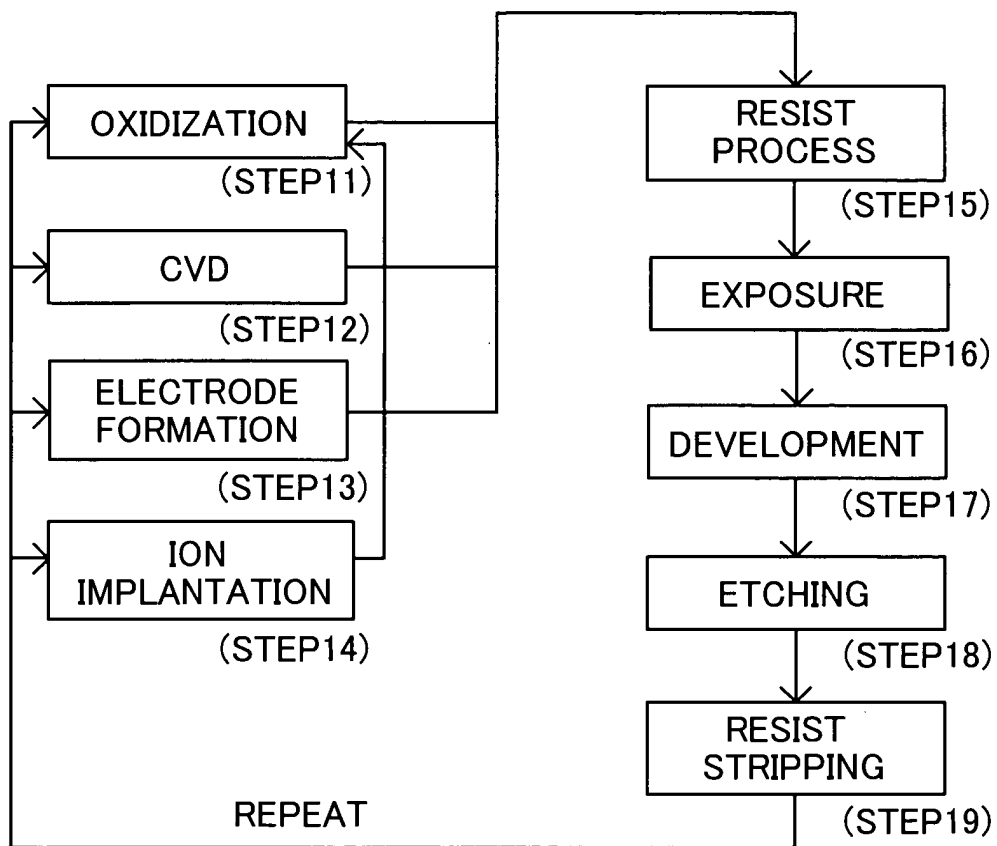 OXIDIZATION
(STEP11)
CVD
(STEP12)
ELECTRODE
FORMATION
(STEP13)
ION
IMPLANTATION
(STEP14)
RESIST
PROCESS
(STEP15)
EXPOSURE
(STEP16)
DEVELOPMENT
(STEP17)
ETCHING
(STEP18)
RESIST
STRIPPING
(STEP19)
REPEAT